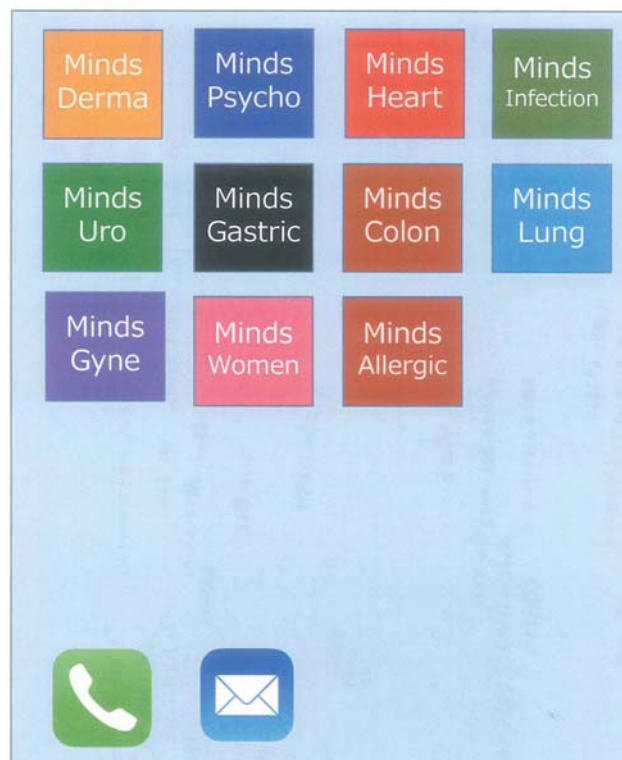 Minds
Derma
Minds
Psycho
Minds
Heart
Minds
Infection
Minds
Uro
Minds
Gastric
Minds
Colon
Minds
Lung
Minds
Gyne
Minds
Women
Minds
Allergic